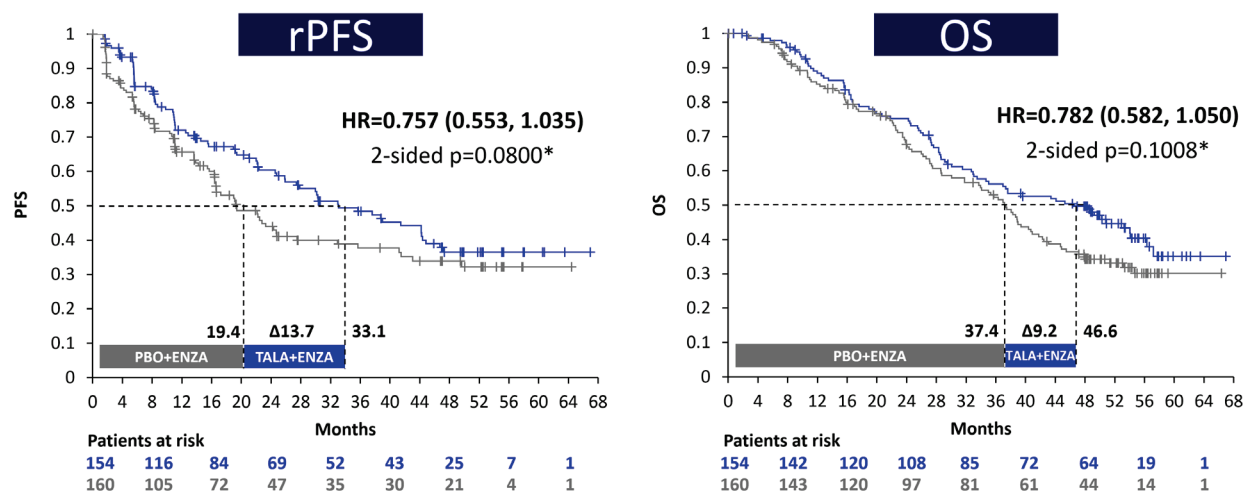 rPFS
1
0.9
0.8
0.7
0.6
0.5
0.4
0.3
0.2
0.1
0
PFS
HR=0.757 (0.553, 1.035)
2-sided p=0.0800*
19.4 Δ13.7 33.1
PBO+ENZA TALA+ENZA
0 4 8 12 16 20 24 28 32 36 40 44 48 52 56 60 64 68
Months
Patients at risk
154 116 84 69 52 43 25 7 1
160 105 72 47 35 30 21 4 1
OS
1
0.9
0.8
0.7
0.6
0.5
0.4
0.3
0.2
0.1
0
OS
HR=0.782 (0.582, 1.050)
2-sided p=0.1008*
37.4 Δ9.2 46.6
PBO+ENZA TALA+ENZA
0 4 8 12 16 20 24 28 32 36 40 44 48 52 56 60 64 68
Months
Patients at risk
154 142 120 108 85 72 64 19 1
160 143 120 97 81 61 44 14 1